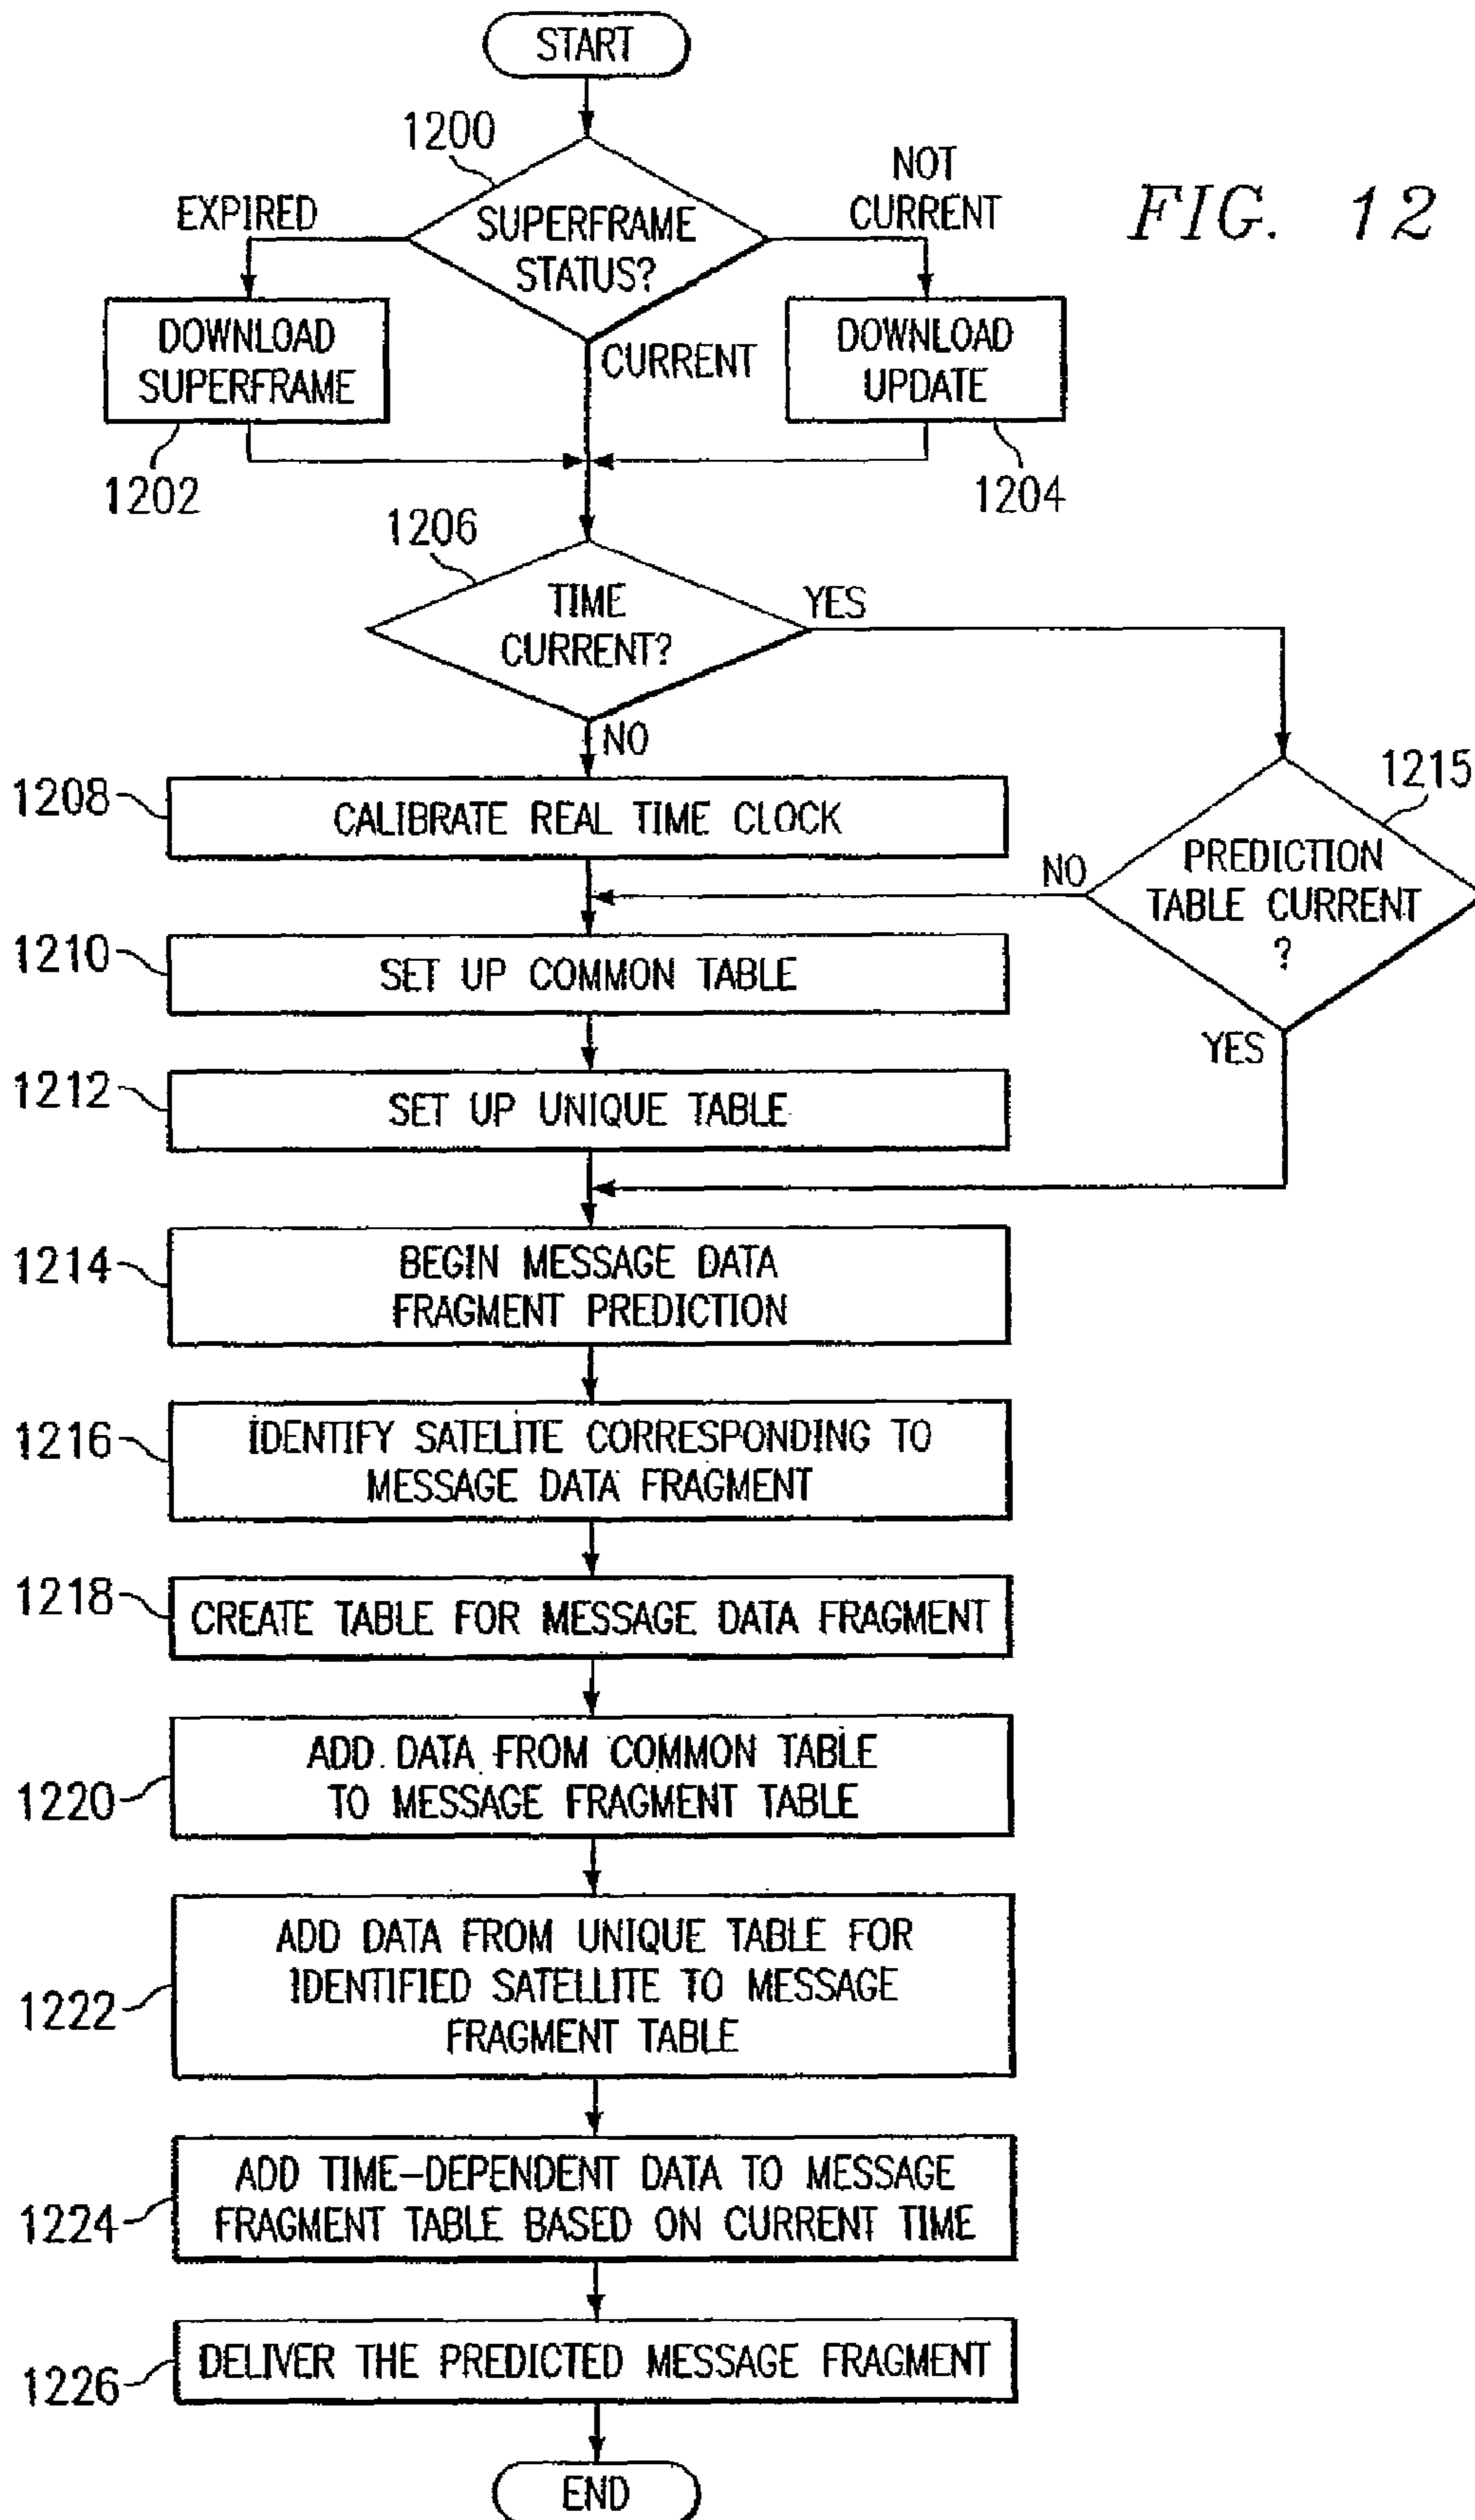 START
1200
NOT
CURRENT
EXPIRED
SUPERFRAME
STATUS?
FIG. 12
DOWNLOAD
SUPERFRAME
CURRENT
DOWNLOAD
UPDATE
1202
1204
1206
TIME
CURRENT?
YES
NO
1208
CALIBRATE REAL TIME CLOCK
1215
PREDICTION
TABLE CURRENT
?
NO
1210
SET UP COMMON TABLE
YES
1212
SET UP UNIQUE TABLE
1214
BEGIN MESSAGE DATA
FRAGMENT PREDICTION
1216
IDENTIFY SATELITE CORRESPONDING TO
MESSAGE DATA FRAGMENT
1218
CREATE TABLE FOR MESSAGE DATA FRAGMENT
1220
ADD DATA FROM COMMON TABLE
TO MESSAGE FRAGMENT TABLE
1222
ADD DATA FROM UNIQUE TABLE FOR
IDENTIFIED SATELLITE TO MESSAGE
FRAGMENT TABLE
1224
ADD TIME-DEPENDENT DATA TO MESSAGE
FRAGMENT TABLE BASED ON CURRENT TIME
1226
DELIVER THE PREDICTED MESSAGE FRAGMENT
END